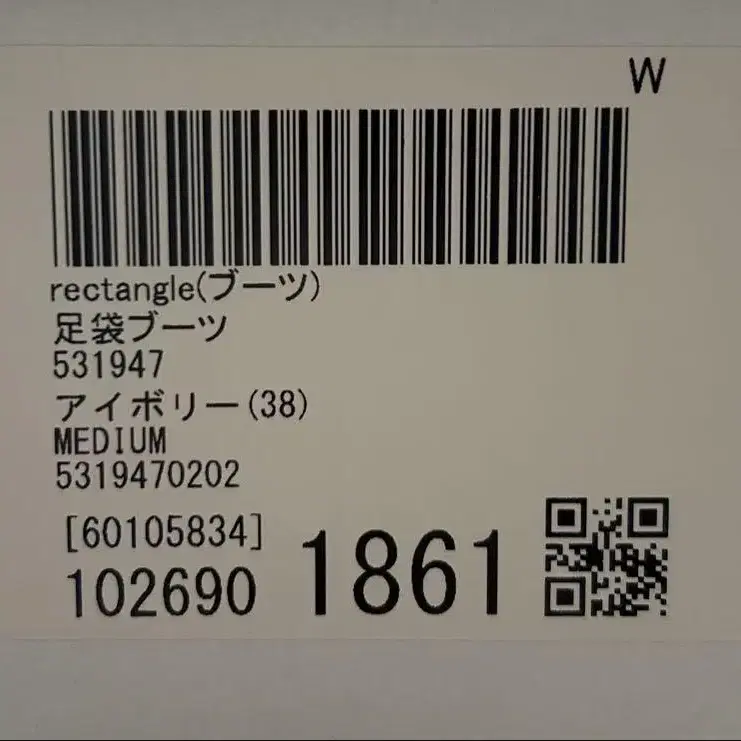 W
rectangle(ブーツ)
足袋ブーツ
531947
アイボリー(38)
MEDIUM
5319470202
[60105834]
102690 1861